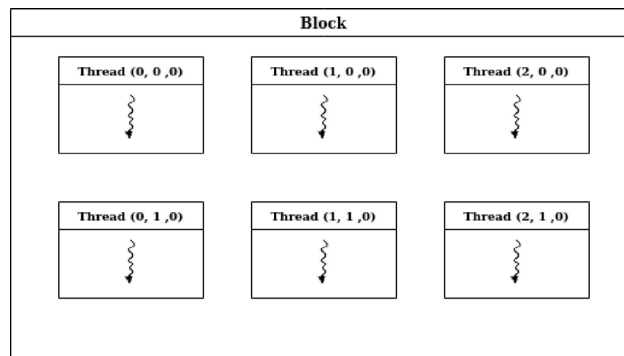 Block
Thread (0, 0 ,0)
Thread (1, 0 ,0)
Thread (2, 0 ,0)
Thread (0, 1 ,0)
Thread (1, 1 ,0)
Thread (2, 1 ,0)